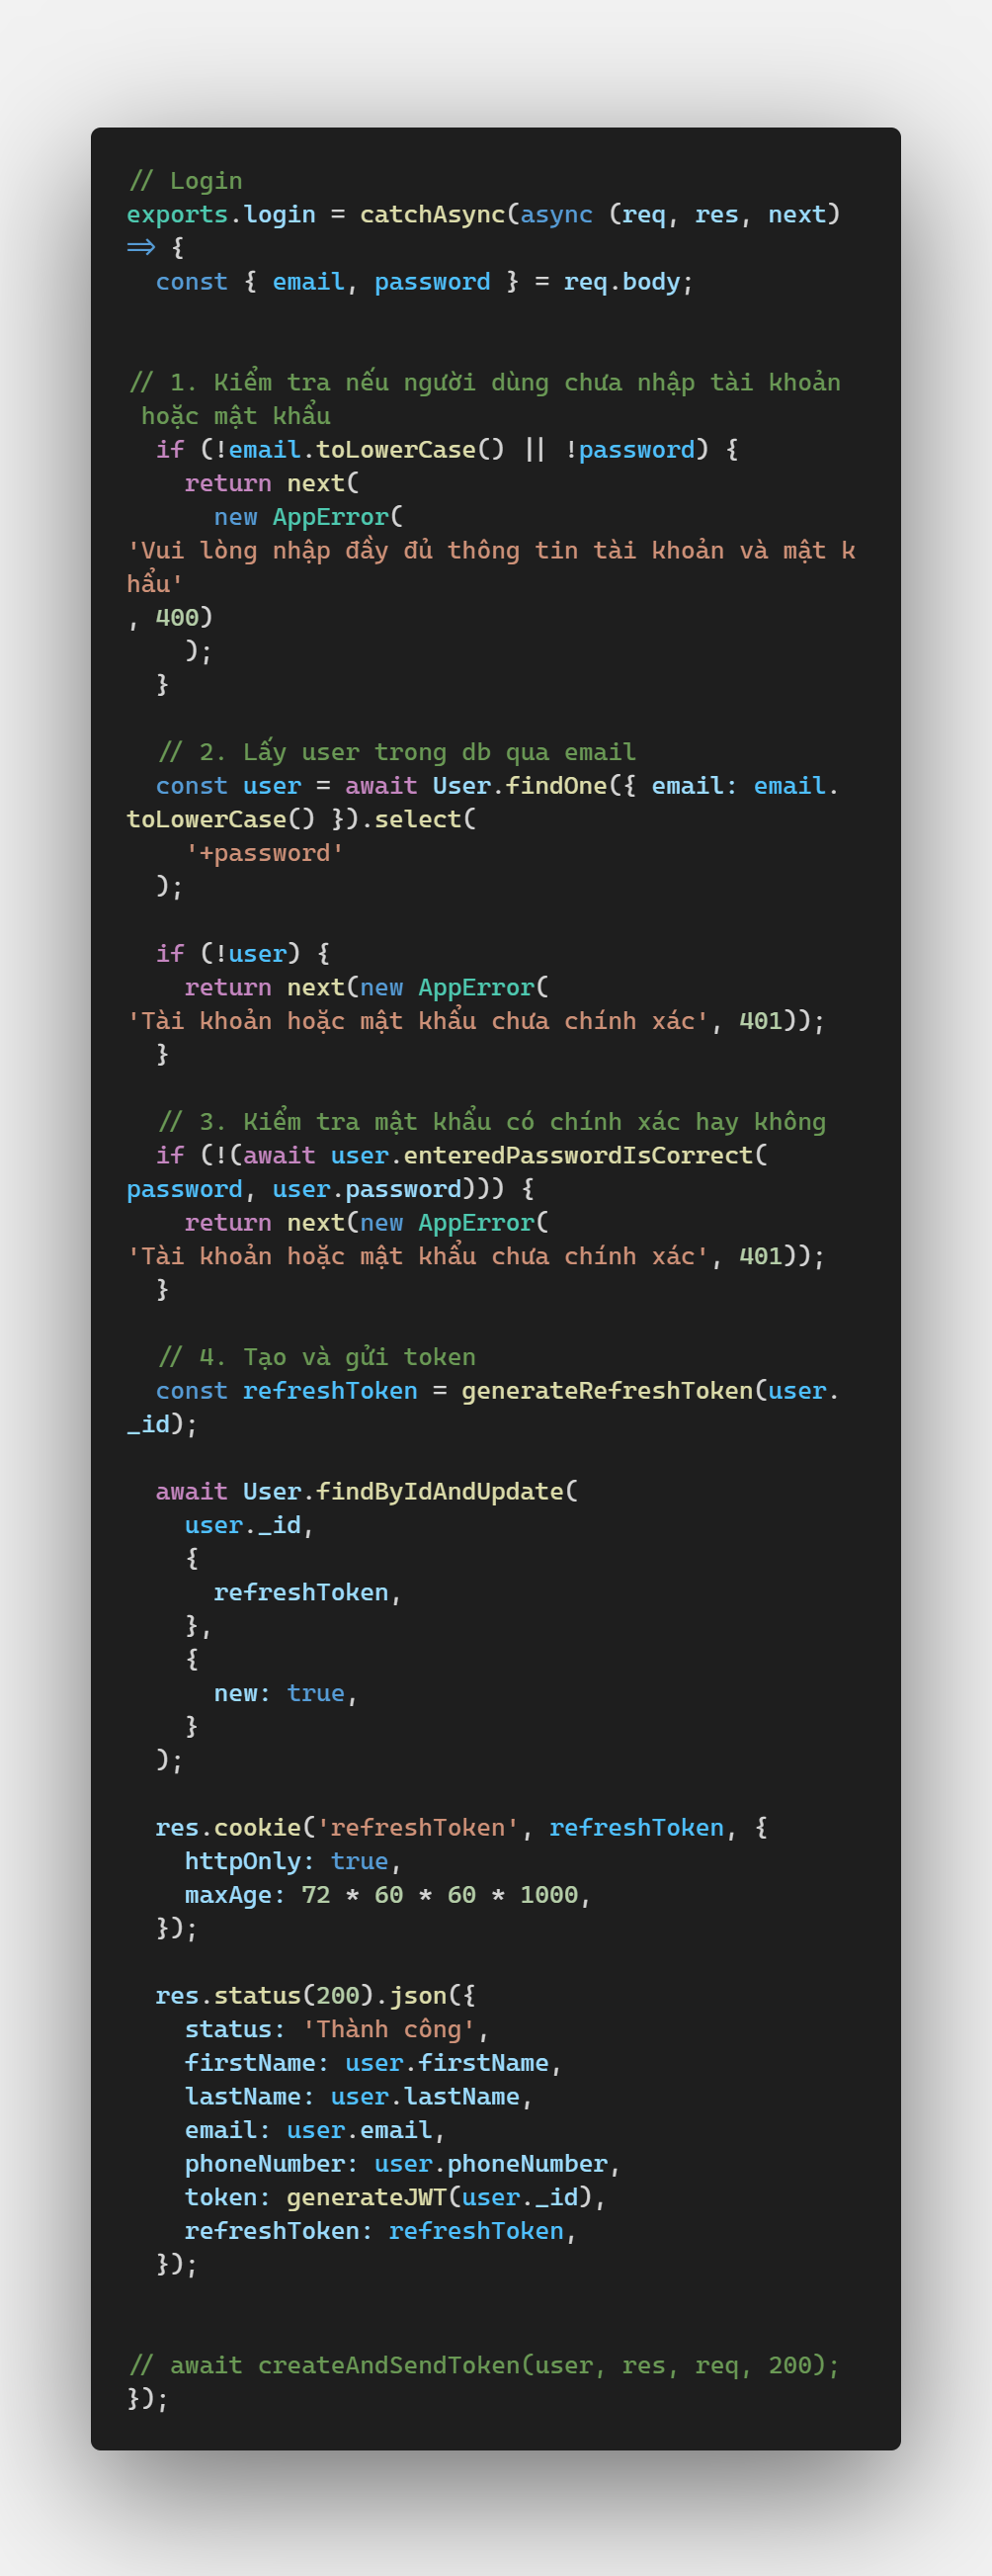 // Login
exports.login = catchAsync(async (req, res, next)
=> {
  const { email, password } = req.body;
// 1. Kiểm tra nếu người dùng chưa nhập tài khoản
 hoặc mật khẩu
  if (!email.toLowerCase() || !password) {
    return next(
      new AppError(
'Vui lòng nhập đầy đủ thông tin tài khoản và mật k
hẩu'
, 400)
    );
  }
  // 2. Lấy user trong db qua email
  const user = await User.findOne({ email: email.
toLowerCase() }).select(
    '+password'
  );
  if (!user) {
    return next(new AppError(
'Tài khoản hoặc mật khẩu chưa chính xác', 401));
  }
  // 3. Kiểm tra mật khẩu có chính xác hay không
  if (!(await user.enteredPasswordIsCorrect(
password, user.password))) {
    return next(new AppError(
'Tài khoản hoặc mật khẩu chưa chính xác', 401));
  }
  // 4. Tạo và gửi token
  const refreshToken = generateRefreshToken(user.
_id);
  await User.findByIdAndUpdate(
    user._id,
    {
      refreshToken,
    },
    {
      new: true,
    }
  );
  res.cookie('refreshToken', refreshToken, {
    httpOnly: true,
    maxAge: 72 * 60 * 60 * 1000,
  });
  res.status(200).json({
    status: 'Thành công',
    firstName: user.firstName,
    lastName: user.lastName,
    email: user.email,
    phoneNumber: user.phoneNumber,
    token: generateJWT(user._id),
    refreshToken: refreshToken,
  });
// await createAndSendToken(user, res, req, 200);
});